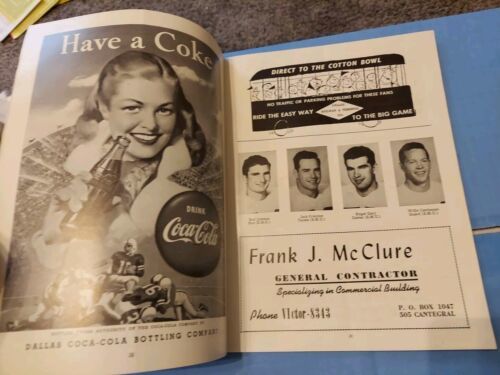 Have a Coke
DRINK
Coca-Cola
DALLAS COCA-COLA BOTTLING COMPANY
DIRECT TO THE COTTON BOWL
NO TRAFFIC OR PARKING PROBLEMS FOR THESE FANS
RIDE THE EASY WAY
TO THE BIG GAME
Frank J. McClure
GENERAL CONTRACTOR
Specializing in Commercial Building
Phone VIctor-8343
P. O. BOX 1047
505 CANTEGRAL